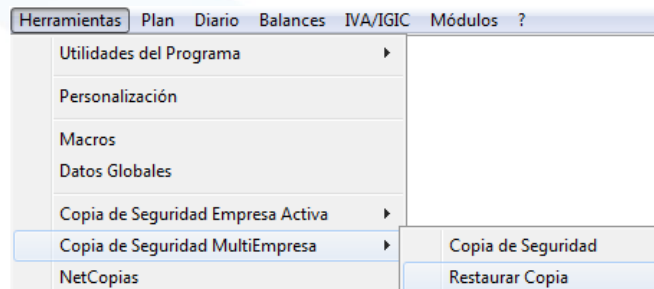 Herramientas Plan Diario Balances IVA/IGIC Módulos ?
Utilidades del Programa
Personalización
Macros
Datos Globales
Copia de Seguridad Empresa Activa
Copia de Seguridad MultiEmpresa
Copia de Seguridad
NetCopias
Restaurar Copia